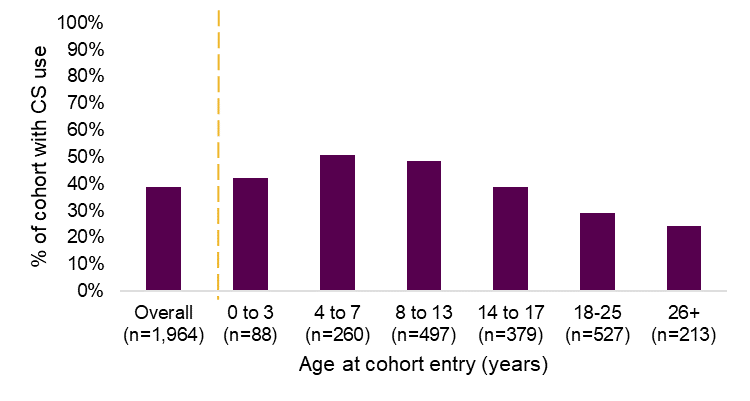 100%
90%
80%
70%
60%
50%
40%
30%
20%
10%
0%
% of cohort with CS use
Overall
(n=1,964)
0 to 3
(n=88)
4 to 7
(n=260)
8 to 13
(n=497)
14 to 17
(n=379)
18-25
(n=527)
26+
(n=213)
Age at cohort entry (years)